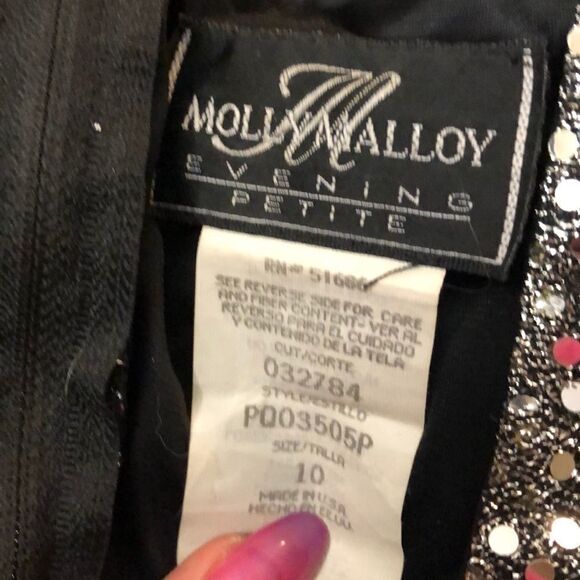 M
MOLLY MALLOY
EVENING
PETITE
RN# 51686
SEE REVERSE SIDE FOR CARE
AND FIBER CONTENT-VER AL
REVERSO PARA EL CUIDADO
Y CONTENIDO DE LA TELA
CUT/CORTE
032784
STYLE/ESTILO
PQ03505P
SIZE/TALLA
10
MADE IN U.S.A.
HECHO EN EE.UU.